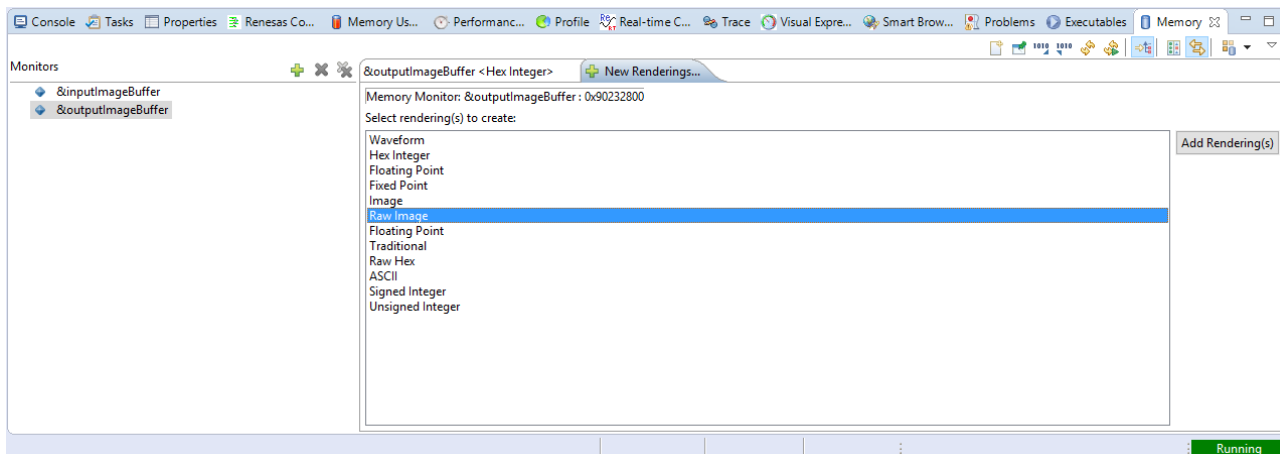 Console Tasks Properties Renesas Co... Memory Us... Performanc... Profile Real-time C... Trace Visual Expre... Smart Brow... Problems Executables Memory
Monitors
&inputImageBuffer
&outputImageBuffer
&outputImageBuffer <Hex Integer> New Renderings...
Memory Monitor: &outputImageBuffer : 0x90232800
Select rendering(s) to create:
Waveform
Hex Integer
Floating Point
Fixed Point
Image
Raw Image
Floating Point
Traditional
Raw Hex
ASCII
Signed Integer
Unsigned Integer
Add Rendering(s)
Running